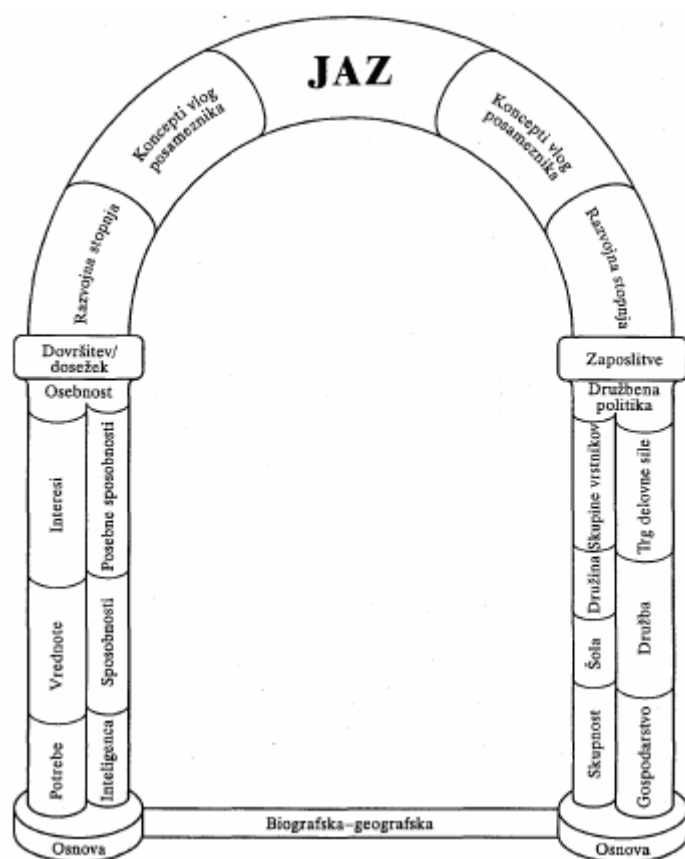 JAZ
Koncepti vlog
posameznika
Koncepti vlog
posameznika
Razvojna stopnja
Razvojna stopnja
Dovršitev/
dosežek
Zaposlitve
Osebnost
Družbena
politika
Interesi
Posebne sposobnosti
Skupine vrstnikov
Trg delovne sile
Družina
Vrednote
Sposobnosti
Šola
Družba
Potrebe
Inteligenca
Skupnost
Gospodarstvo
Biografska–geografska
Osnova
Osnova